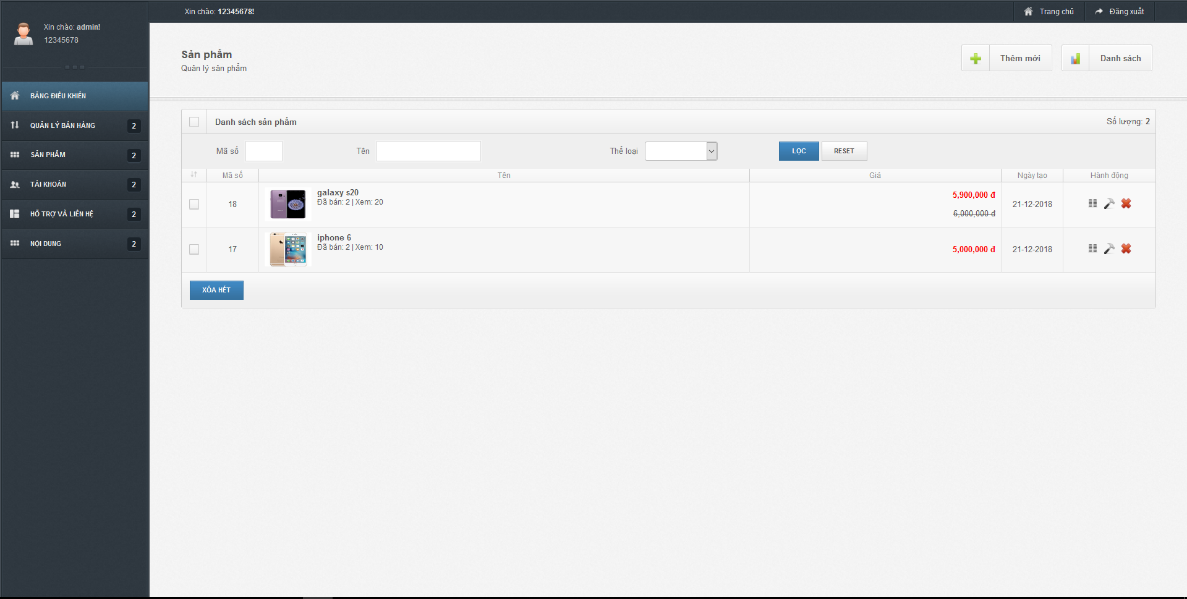 Xin chào: admin!
12345678
Xin chào: 12345678!
Trang chủ
Đăng xuất
Sản phẩm
Quản lý sản phẩm
Thêm mới
Danh sách
BẢNG ĐIỀU KHIỂN
QUẢN LÝ BÁN HÀNG 2
SẢN PHẨM 2
TÀI KHOẢN 2
HỖ TRỢ VÀ LIÊN HỆ 2
NỘI DUNG 2
Danh sách sản phẩm
Số lượng: 2
Mã số
Tên
Thể loại
LỌC
RESET
Mã số Tên Giá Ngày tạo Hành động
18
galaxy s20
Đã bán: 2 | Xem: 20
5,900,000 đ
6,000,000 đ
21-12-2018
17
iphone 6
Đã bán: 2 | Xem: 10
5,000,000 đ
21-12-2018
XÓA HẾT